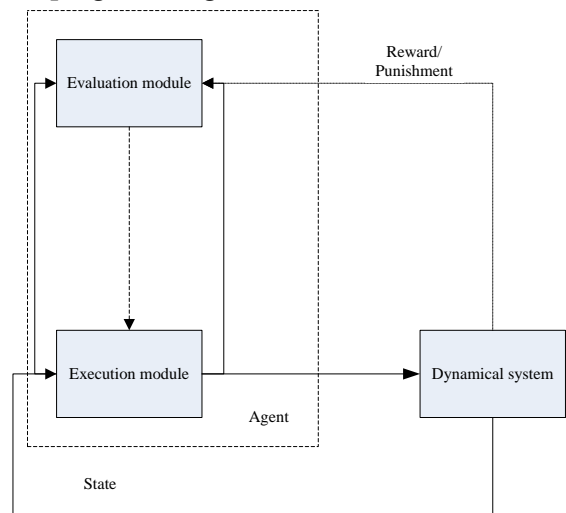 Reward/
Punishment
Evaluation module
Execution module
Dynamical system
Agent
State